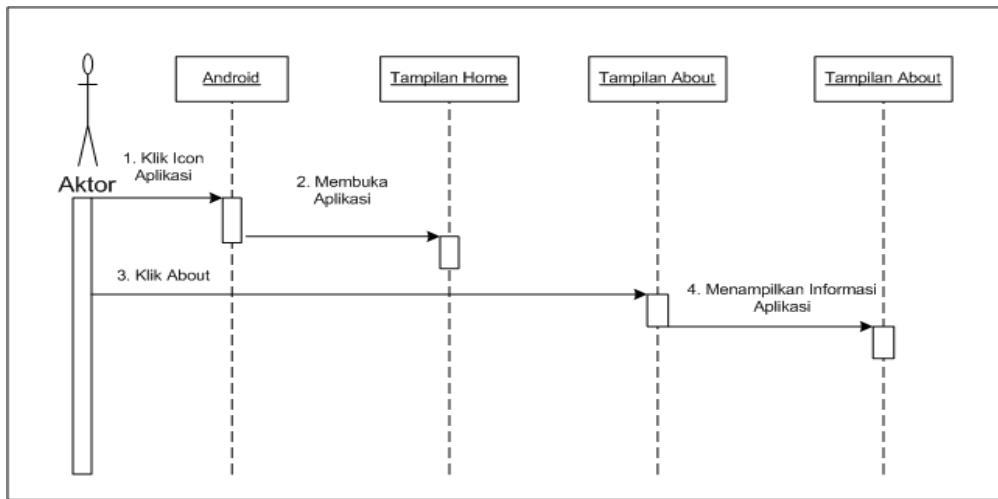 Android
Tampilan Home
Tampilan About
Tampilan About
Aktor
1. Klik Icon
Aplikasi
2. Membuka
Aplikasi
3. Klik About
4. Menampilkan Informasi
Aplikasi